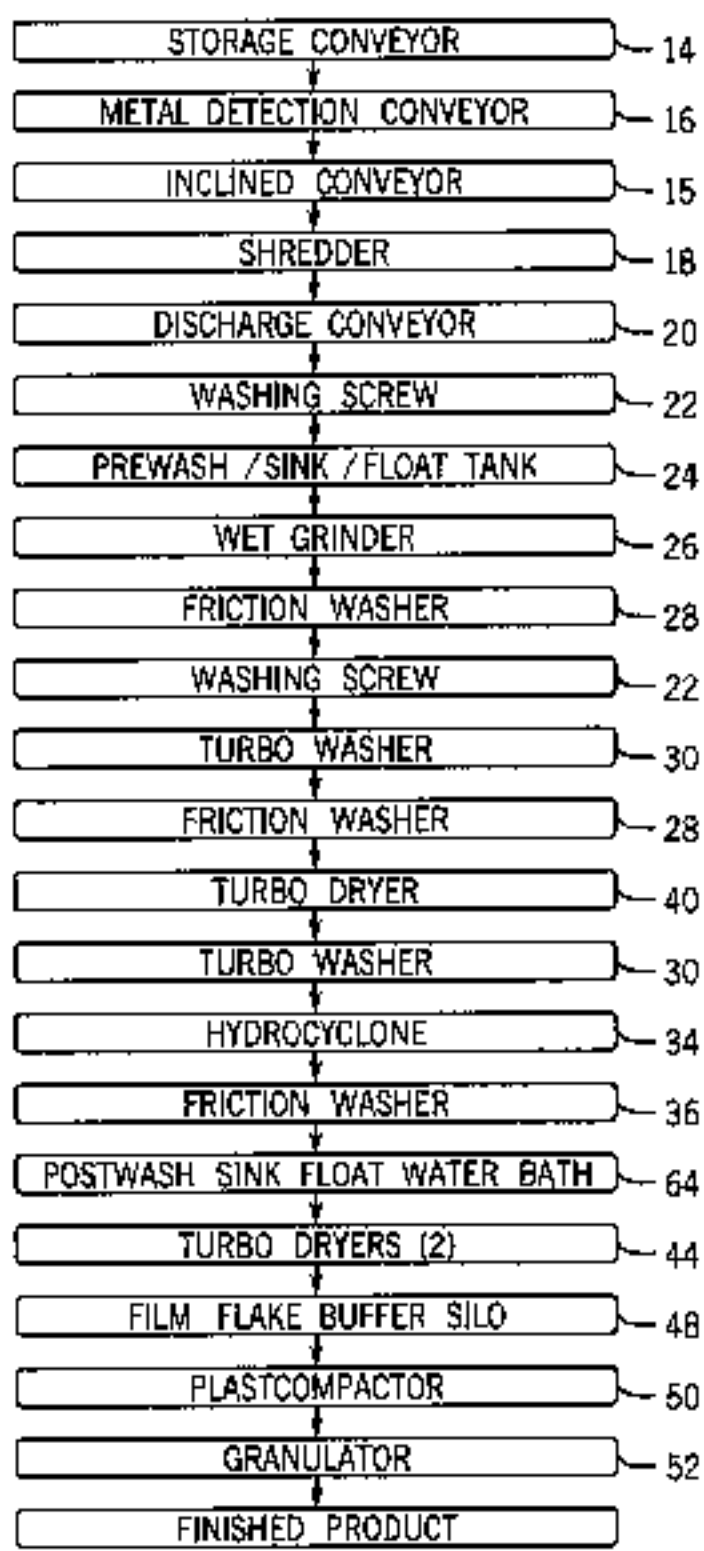 STORAGE CONVEYOR 14
METAL DETECTION CONVEYOR 16
INCLINED CONVEYOR 15
SHREDDER 18
DISCHARGE CONVEYOR 20
WASHING SCREW 22
PREWASH /SINK /FLOAT TANK 24
WET GRINDER 26
FRICTION WASHER 28
WASHING SCREW 22
TURBO WASHER 30
FRICTION WASHER 28
TURBO DRYER 40
TURBO WASHER 30
HYDROCYCLONE 34
FRICTION WASHER 36
POSTWASH SINK FLOAT WATER BATH 64
TURBO DRYERS (2) 44
FILM FLAKE BUFFER SILO 48
PLASTCOMPACTOR 50
GRANULATOR 52
FINISHED PRODUCT